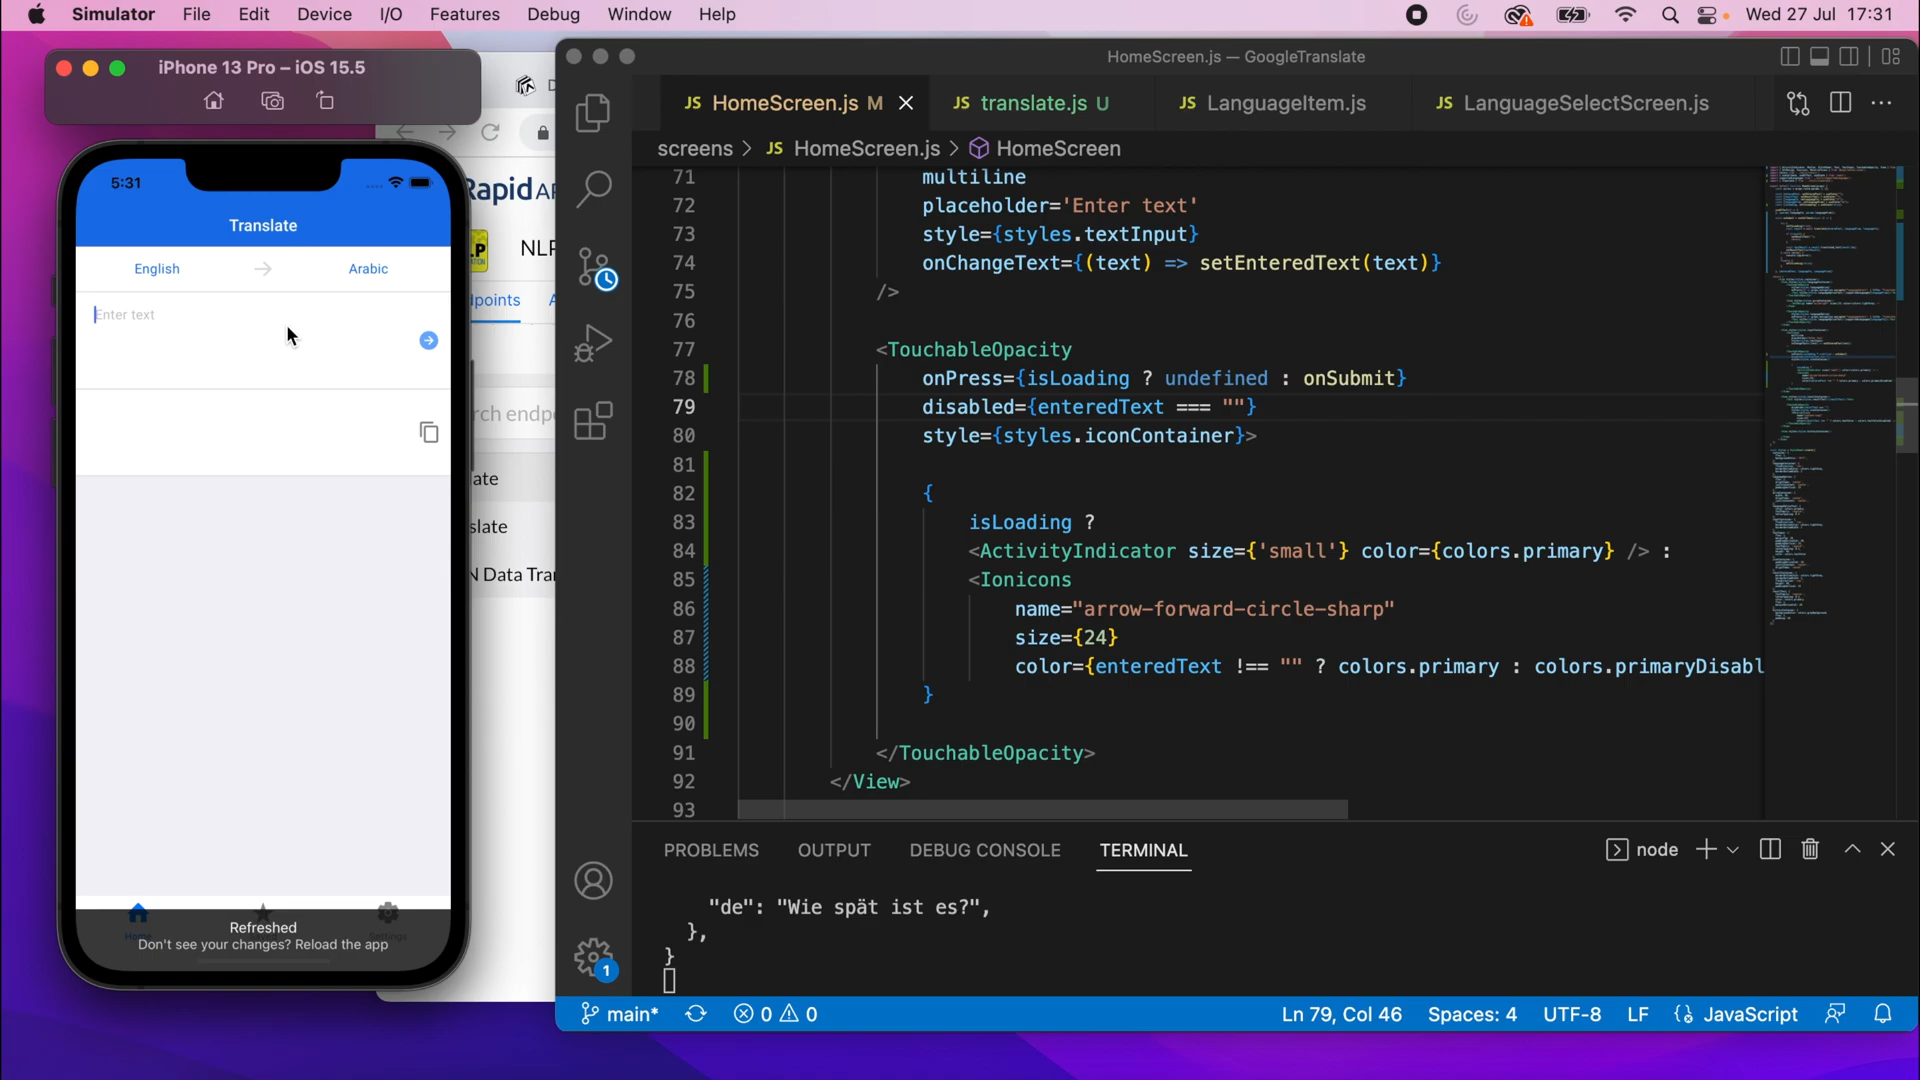 Simulator File Edit Device I/O Features Debug Window Help Wed 27 Jul 17:31
iPhone 13 Pro – iOS 15.5
5:31
Translate
English Arabic
Enter text
Home Settings
Refreshed
Don't see your changes? Reload the app
Rapid
NLP
ate
N Data Tra
HomeScreen.js — GoogleTranslate
JS HomeScreen.js M JS translate.js U JS LanguageItem.js JS LanguageSelectScreen.js
screens > JS HomeScreen.js > HomeScreen
71 multiline
72 placeholder='Enter text'
73 style={styles.textInput}
74 onChangeText={(text) => setEnteredText(text)}
75 />
76
77 <TouchableOpacity
78 onPress={isLoading ? undefined : onSubmit}
79 disabled={enteredText === ""}
80 style={styles.iconContainer}>
81
82 {
83 isLoading ?
84 <ActivityIndicator size={'small'} color={colors.primary} /> :
85 <Ionicons
86 name="arrow-forward-circle-sharp"
87 size={24}
88 color={enteredText !== "" ? colors.primary : colors.primaryDisabl
89 }
90
91 </TouchableOpacity>
92 </View>
93
PROBLEMS OUTPUT DEBUG CONSOLE TERMINAL node
"de": "Wie spät ist es?",
},
}
main* 0 0 Ln 79, Col 46 Spaces: 4 UTF-8 LF JavaScript
1